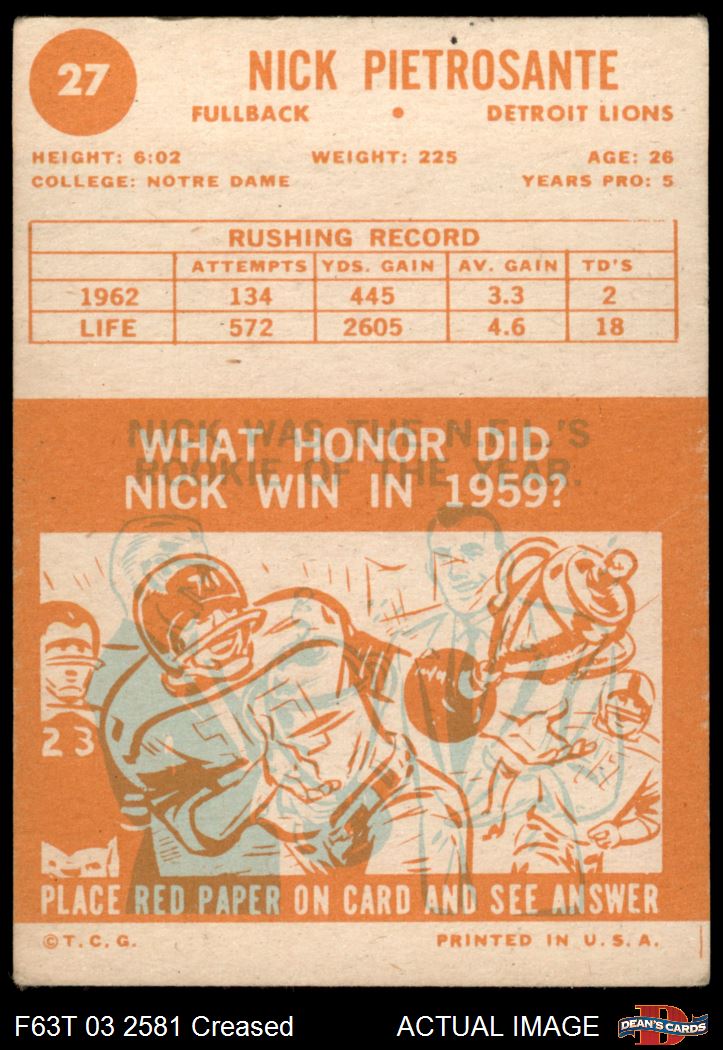 27
NICK PIETROSANTE
FULLBACK • DETROIT LIONS
HEIGHT: 6:02 WEIGHT: 225 AGE: 26
COLLEGE: NOTRE DAME YEARS PRO: 5
RUSHING RECORD
ATTEMPTS YDS. GAIN AV. GAIN TD'S
1962 134 445 3.3 2
LIFE 572 2605 4.6 18
NICK WAS THE N.F.L.'S
WHAT HONOR DID
ROOKIE OF THE YEAR.
NICK WIN IN 1959?
23
PLACE RED PAPER ON CARD AND SEE ANSWER
© T. C. G. PRINTED IN U. S. A.
F63T 03 2581 Creased ACTUAL IMAGE
D
DEAN'S CARDS